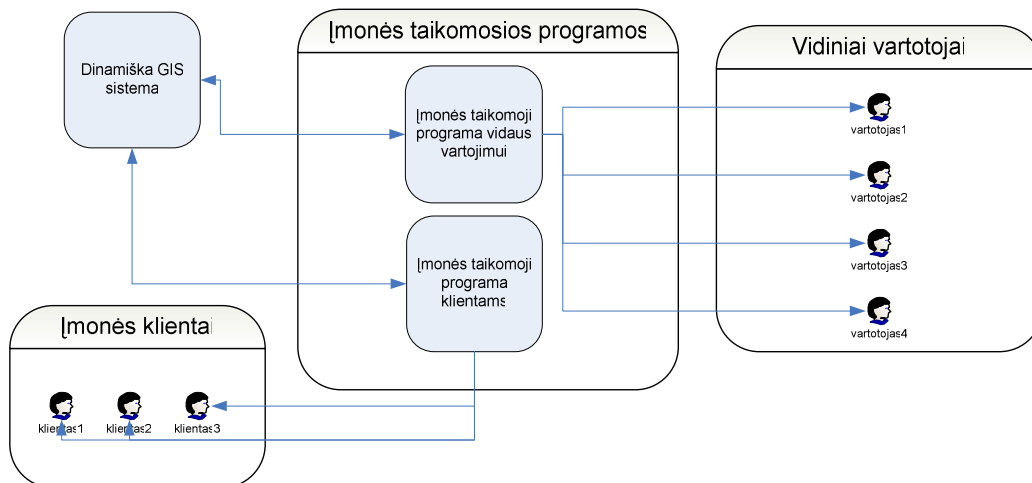 Dinamiška GIS
sistema
Įmonės taikomosios programos
Įmonės taikomoji
programa vidaus
vartojimui
Įmonės taikomoji
programa
klientams
Vidiniai vartotojai
vartotojas1
vartotojas2
vartotojas3
vartotojas4
Įmonės klientai
klientas1
klientas2
klientas3